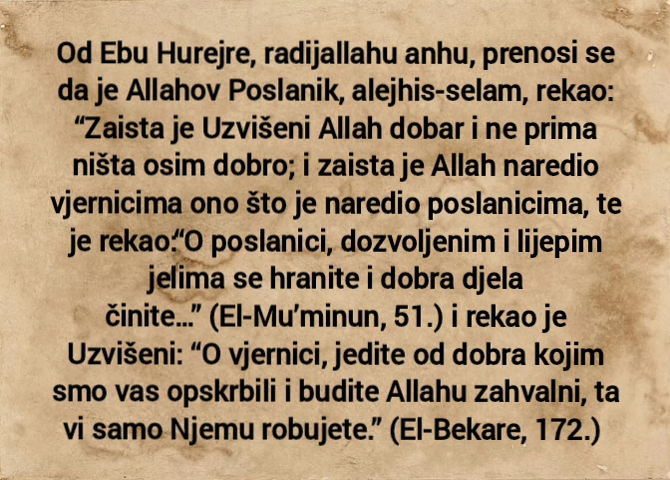 Od Ebu Hurejre, radijallahu anhu, prenosi se
da je Allahov Poslanik, alejhis-selam, rekao:
“Zaista je Uzvišeni Allah dobar i ne prima
ništa osim dobro; i zaista je Allah naredio
vjernicima ono što je naredio poslanicima, te
je rekao:“O poslanici, dozvoljenim i lijepim
jelima se hranite i dobra djela
činite…” (El-Mu’minun, 51.) i rekao je
Uzvišeni: “O vjernici, jedite od dobra kojim
smo vas opskrbili i budite Allahu zahvalni, ta
vi samo Njemu robujete.” (El-Bekare, 172.)